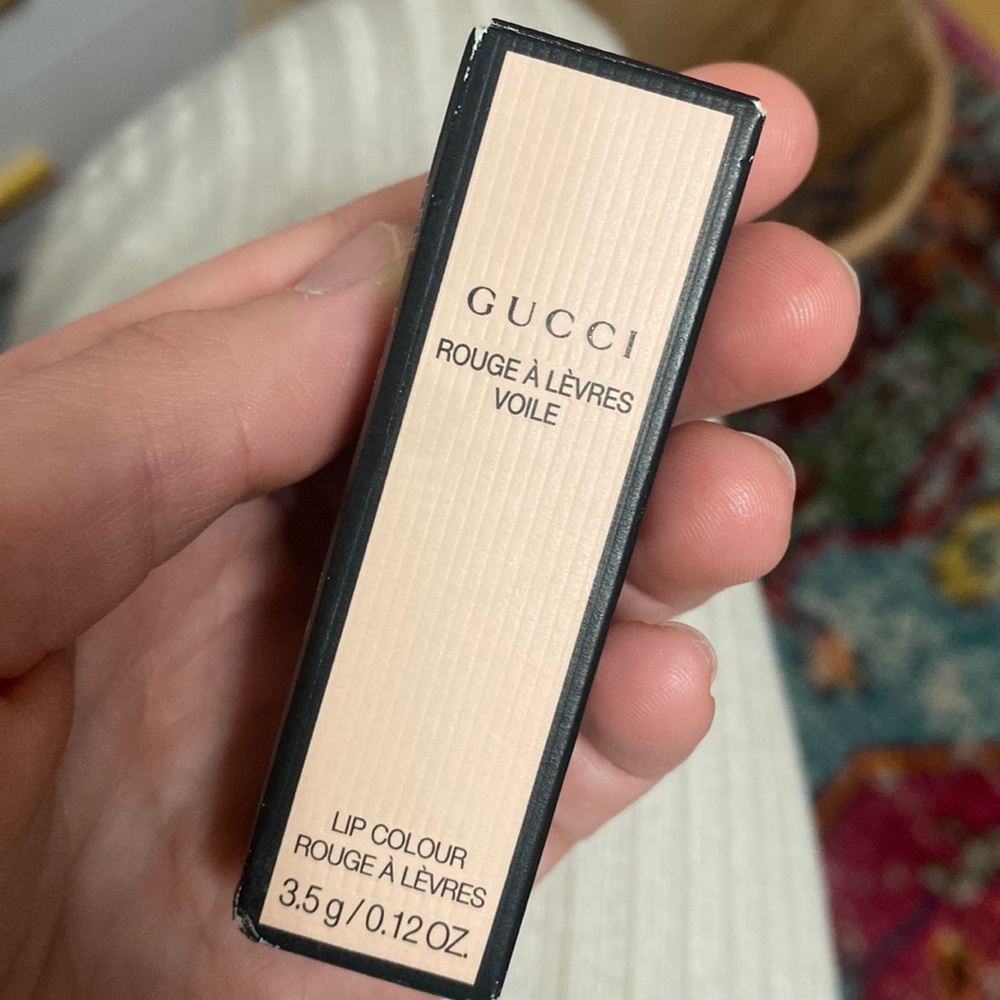 GUCCI
ROUGE À LÈVRES
VOILE
LIP COLOUR
ROUGE À LÈVRES
3.5 g / 0.12 OZ.